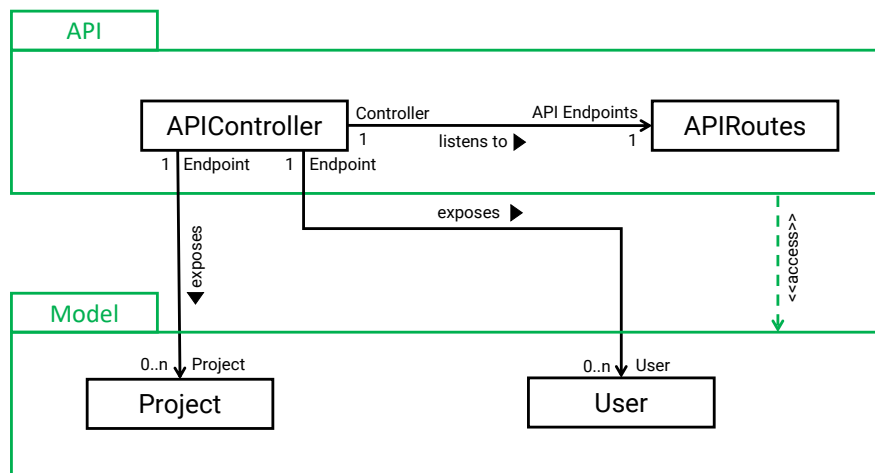 API
APIController
Controller
API Endpoints
1
listens to
1
APIRoutes
1 Endpoint
1 Endpoint
exposes
exposes
<<access>>
Model
0..n Project
Project
0..n User
User